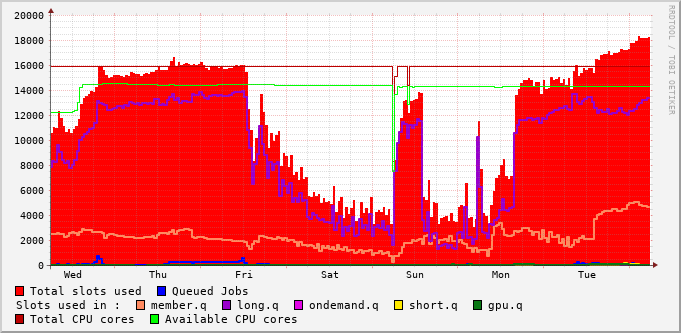 20000
18000
16000
14000
12000
10000
8000
6000
4000
2000
0
Wed Thu Fri Sat Sun Mon Tue
Total slots used Queued Jobs
Slots used in : member.q long.q ondemand.q short.q gpu.q
Total CPU cores Available CPU cores
RRDTOOL / TOBI OETIKER